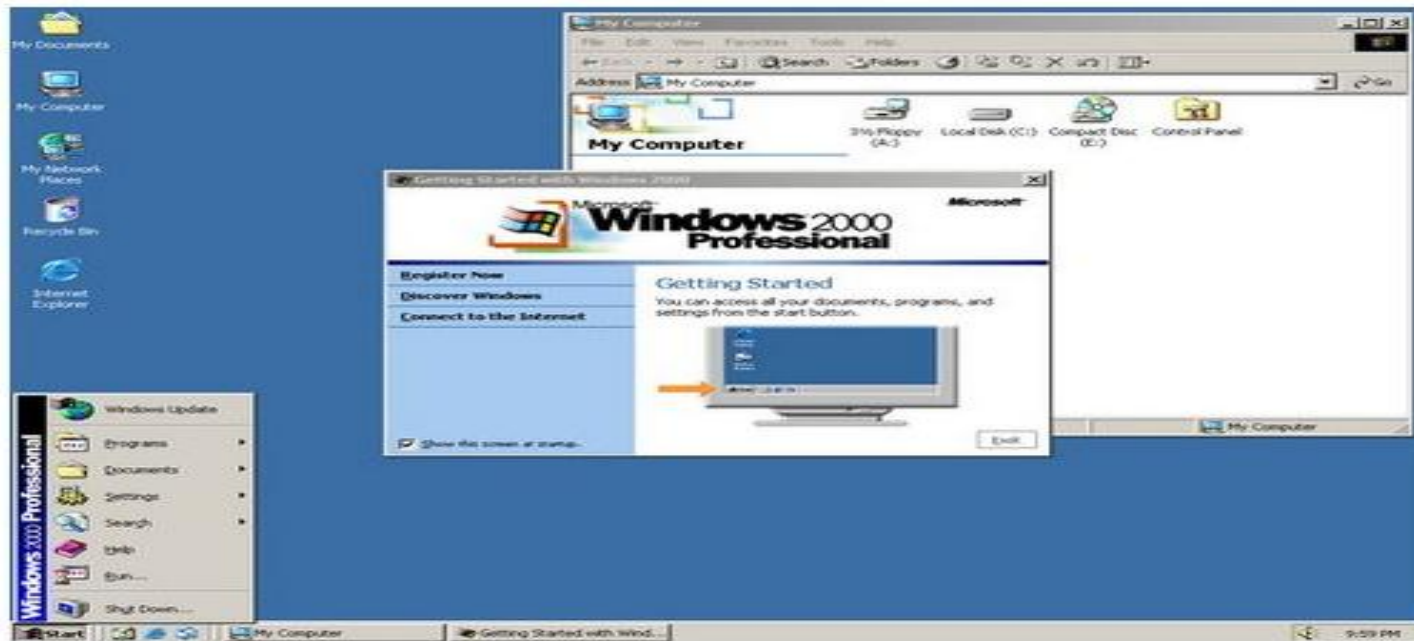 My Documents
My Computer
My Network
Places
Recycle Bin
Internet
Explorer
My Computer
File Edit View Favorites Tools Help
Back Search Folders
Address My Computer Go
My Computer
3½ Floppy
(A:)
Local Disk (C:)
Compact Disc
(E:)
Control Panel
My Computer
Getting Started with Windows 2000
Microsoft
Microsoft
Windows 2000
Professional
Register Now
Discover Windows
Connect to the Internet
Getting Started
You can access all your documents, programs, and
settings from the start button.
Show this screen at startup.
Exit
Windows 2000 Professional
Windows Update
Programs
Documents
Settings
Search
Help
Run...
Shut Down...
Start My Computer Getting Started with Wind... 9:59 PM